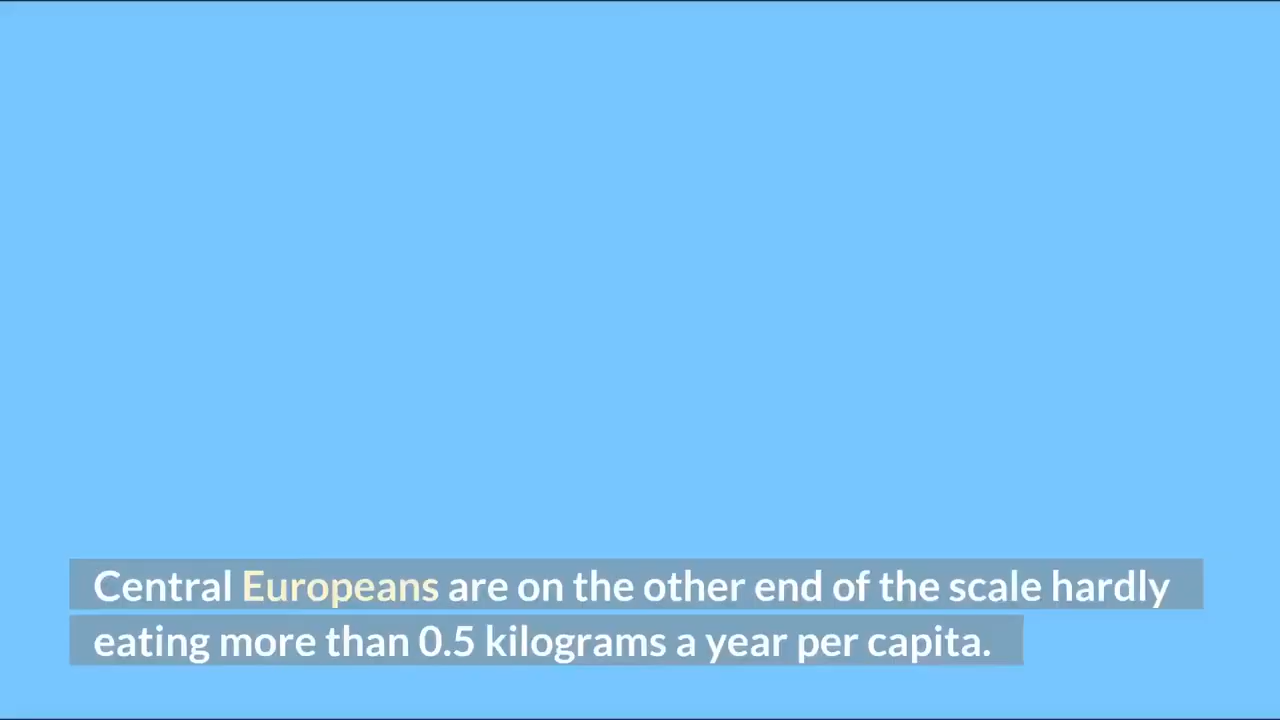 Central Europeans are on the other end of the scale hardly
eating more than 0.5 kilograms a year per capita.